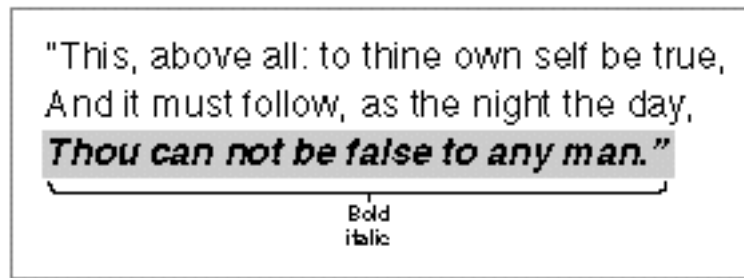 "This, above all: to thine own self be true,
And it must follow, as the night the day,
Thou can not be false to any man.”
Bold
italic